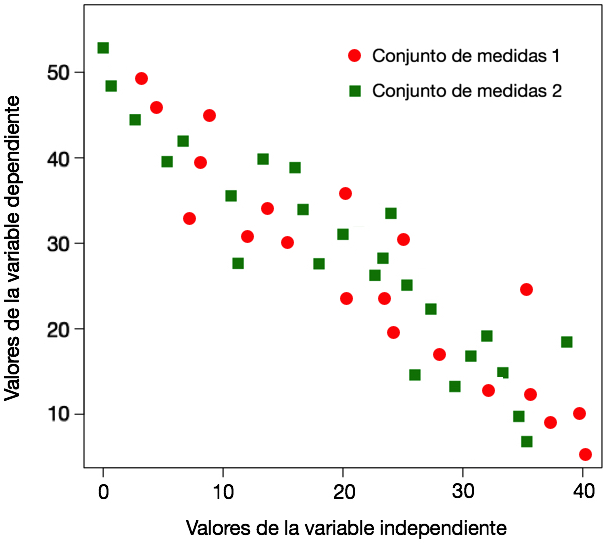 Conjunto de medidas 1
Conjunto de medidas 2
Valores de la variable dependiente
50
40
30
20
10
0 10 20 30 40
Valores de la variable independiente